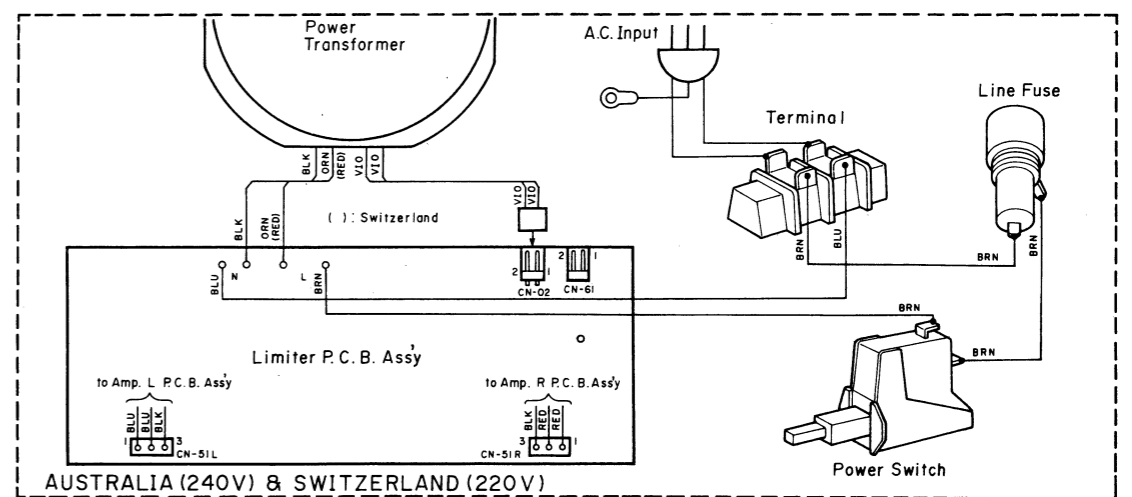 Power
Transformer
A.C. Input
Line Fuse
Terminal
BLK
ORN
(RED)
VIO
VIO
VIO
VIO
( ) : Switzerland
BLK
ORN
(RED)
BRN
BLU
BRN
BRN
BLU
N
L
BRN
2
1
CN-02
2
1
CN-61
BRN
BRN
Limiter P.C.B. Ass'y
to Amp. L P.C.B. Ass'y
to Amp. R P.C.B. Ass'y
BLU
BLU
BLK
1
3
CN-51L
BLK
RED
RED
3
1
CN-51R
Power Switch
AUSTRALIA (240V) & SWITZERLAND (220V)